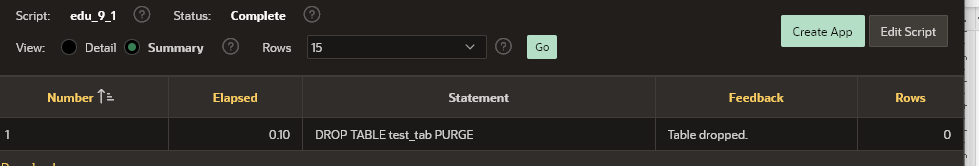 Script: edu_9_1 ? Status: Complete ?
Create App Edit Script
View: Detail Summary ? Rows 15 ? Go
Number Elapsed Statement Feedback Rows
1 0.10 DROP TABLE test_tab PURGE Table dropped. 0